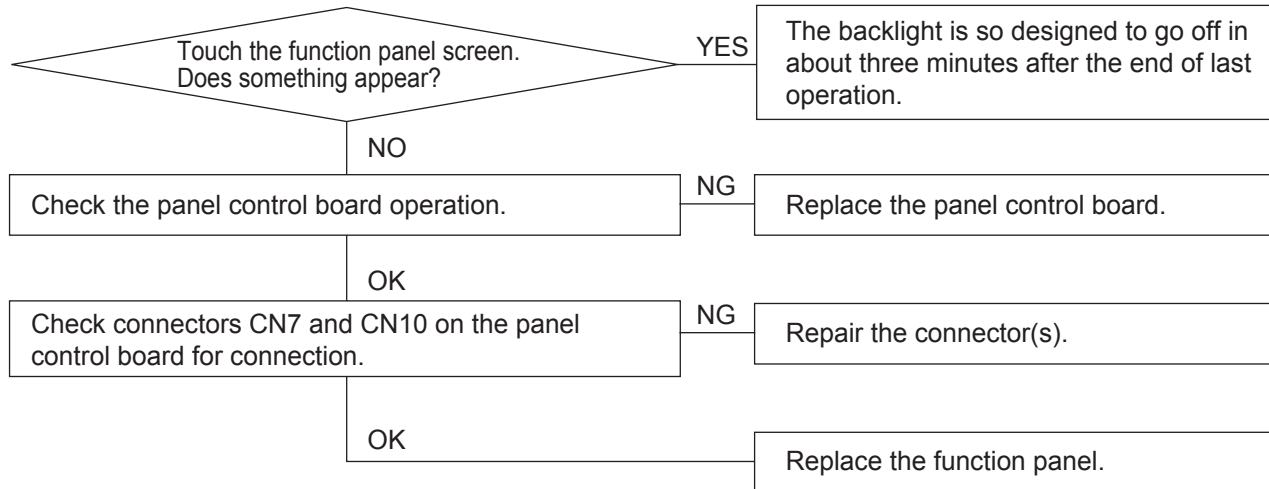 Touch the function panel screen.
Does something appear?
YES
The backlight is so designed to go off in
about three minutes after the end of last
operation.
NO
Check the panel control board operation.
NG
Replace the panel control board.
OK
Check connectors CN7 and CN10 on the panel
control board for connection.
NG
Repair the connector(s).
OK
Replace the function panel.